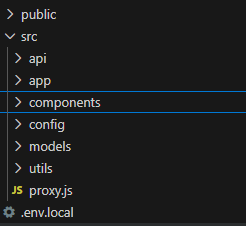 public
src
api
app
components
config
models
utils
JS proxy.js
.env.local